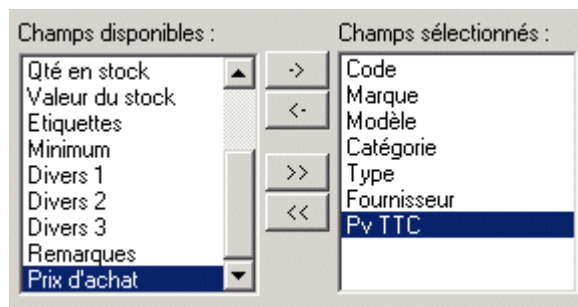 Champs disponibles :
Qté en stock
Valeur du stock
Etiquettes
Minimum
Divers 1
Divers 2
Divers 3
Remarques
Prix d'achat
->
<-
>>
<<
Champs sélectionnés :
Code
Marque
Modèle
Catégorie
Type
Fournisseur
Pv TTC